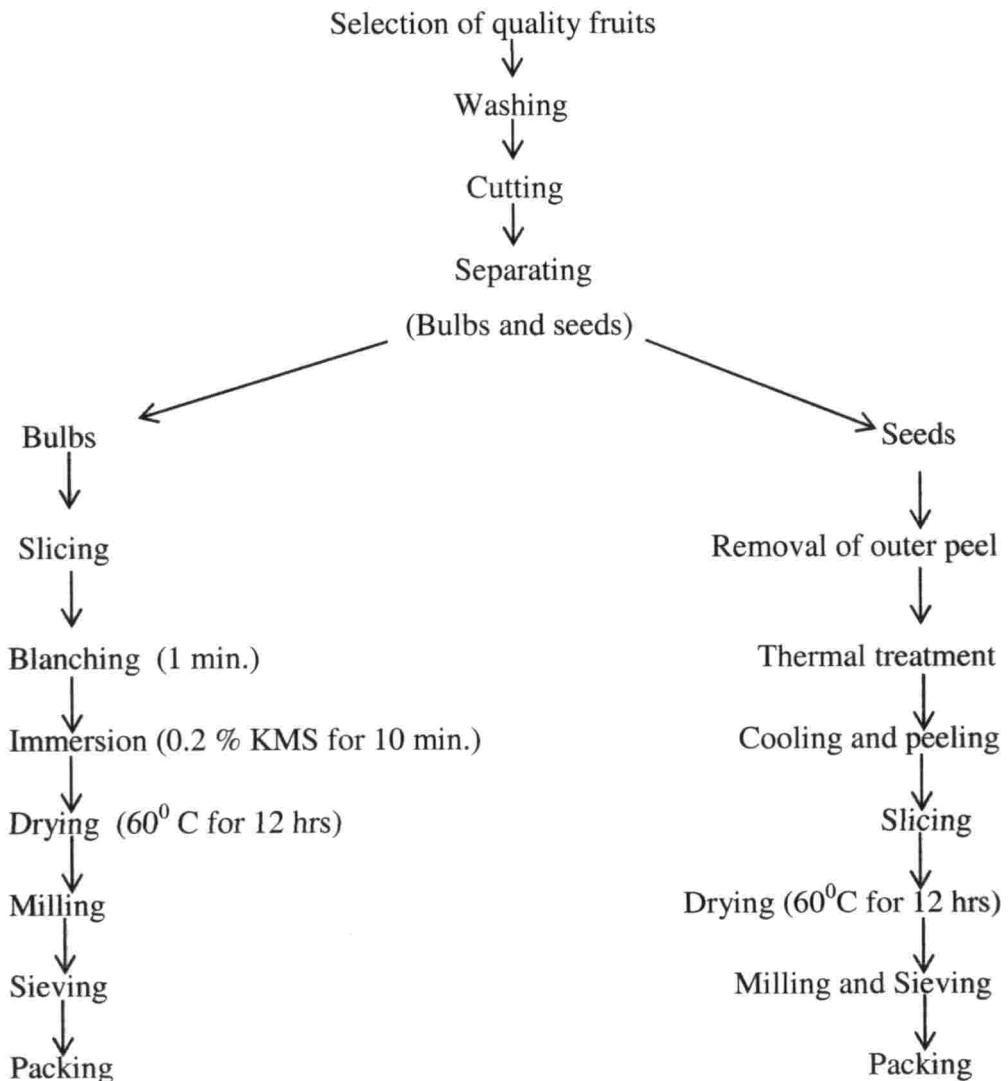 Selection of quality fruits
Washing
Cutting
Separating
(Bulbs and seeds)
Bulbs
Slicing
Blanching (1 min.)
Immersion (0.2 % KMS for 10 min.)
Drying (60⁰ C for 12 hrs)
Milling
Sieving
Packing
Seeds
Removal of outer peel
Thermal treatment
Cooling and peeling
Slicing
Drying (60⁰C for 12 hrs)
Milling and Sieving
Packing